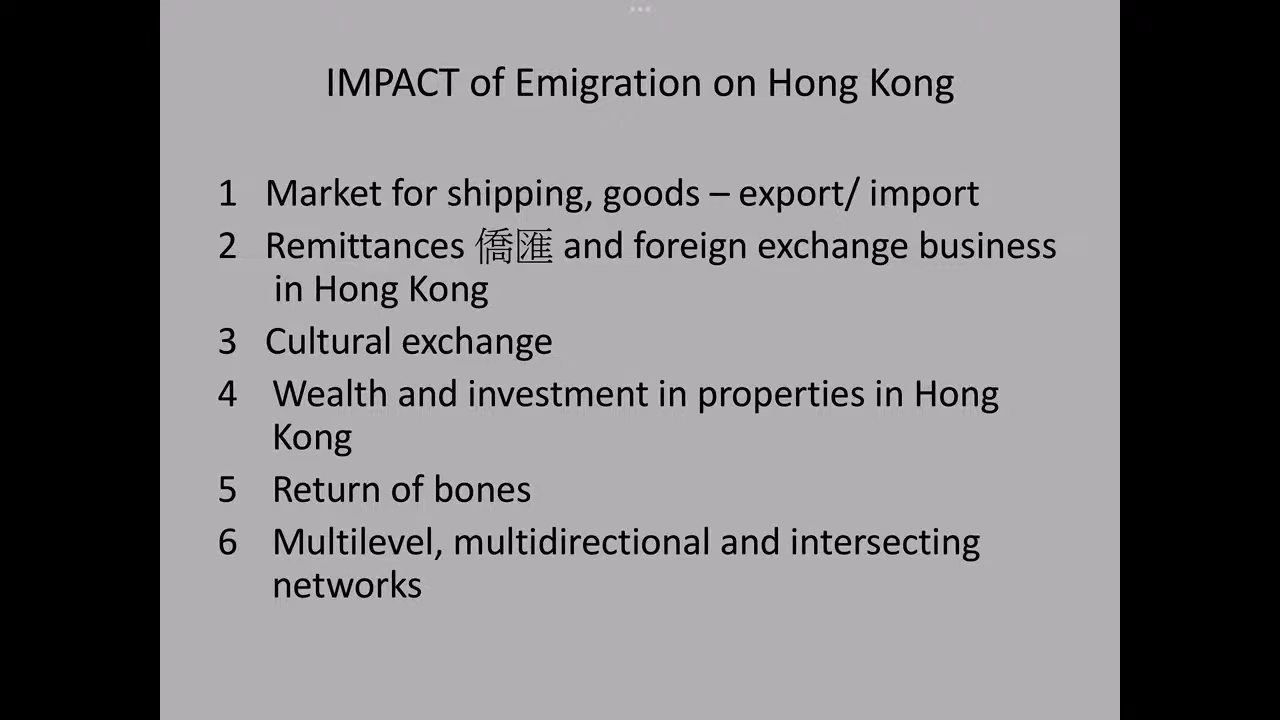 IMPACT of Emigration on Hong Kong
1 Market for shipping, goods – export/ import
2 Remittances 僑匯 and foreign exchange business
in Hong Kong
3 Cultural exchange
4 Wealth and investment in properties in Hong
Kong
5 Return of bones
6 Multilevel, multidirectional and intersecting
networks